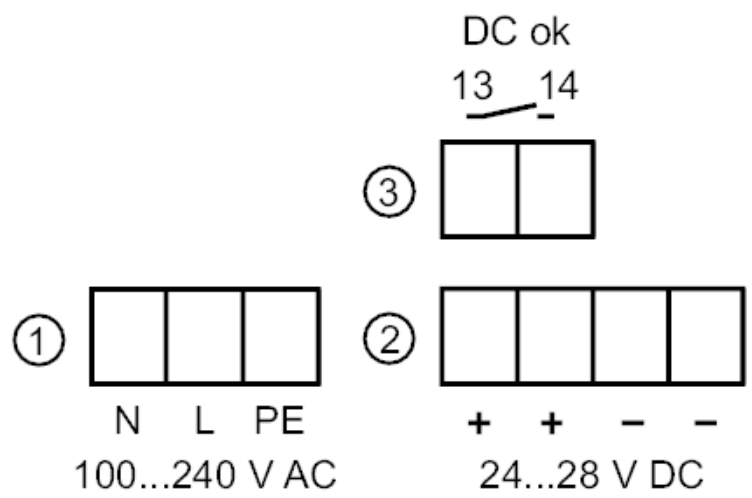 DC ok
13 14
③
①
②
N L PE
+ + – –
100...240 V AC
24...28 V DC